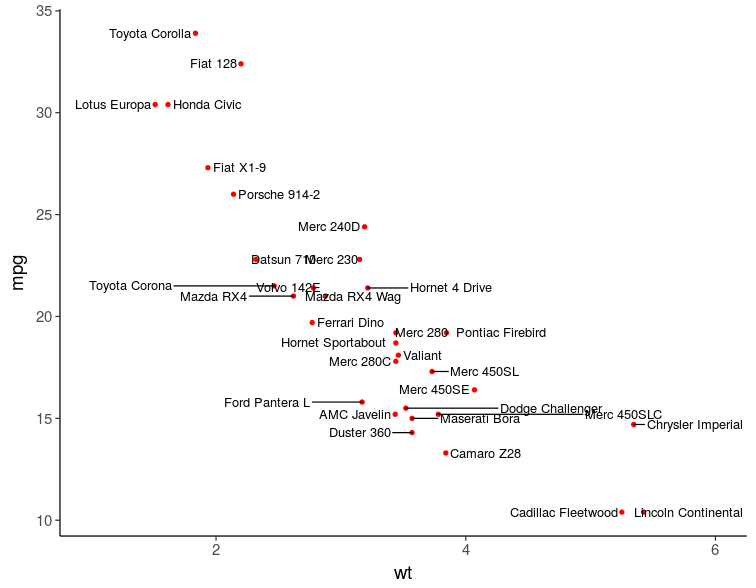 35
Toyota Corolla
Fiat 128
Lotus Europa
Honda Civic
30
Fiat X1-9
Porsche 914-2
25
Merc 240D
Datsun 710
Merc 230
mpg
Toyota Corona
Volvo 142E
Hornet 4 Drive
Mazda RX4
Mazda RX4 Wag
20
Ferrari Dino
Merc 280
Pontiac Firebird
Hornet Sportabout
Valiant
Merc 280C
Merc 450SL
Merc 450SE
Ford Pantera L
Dodge Challenger
AMC Javelin
Merc 450SLC
15
Maserati Bora
Chrysler Imperial
Duster 360
Camaro Z28
Cadillac Fleetwood
Lincoln Continental
10
2
4
6
wt